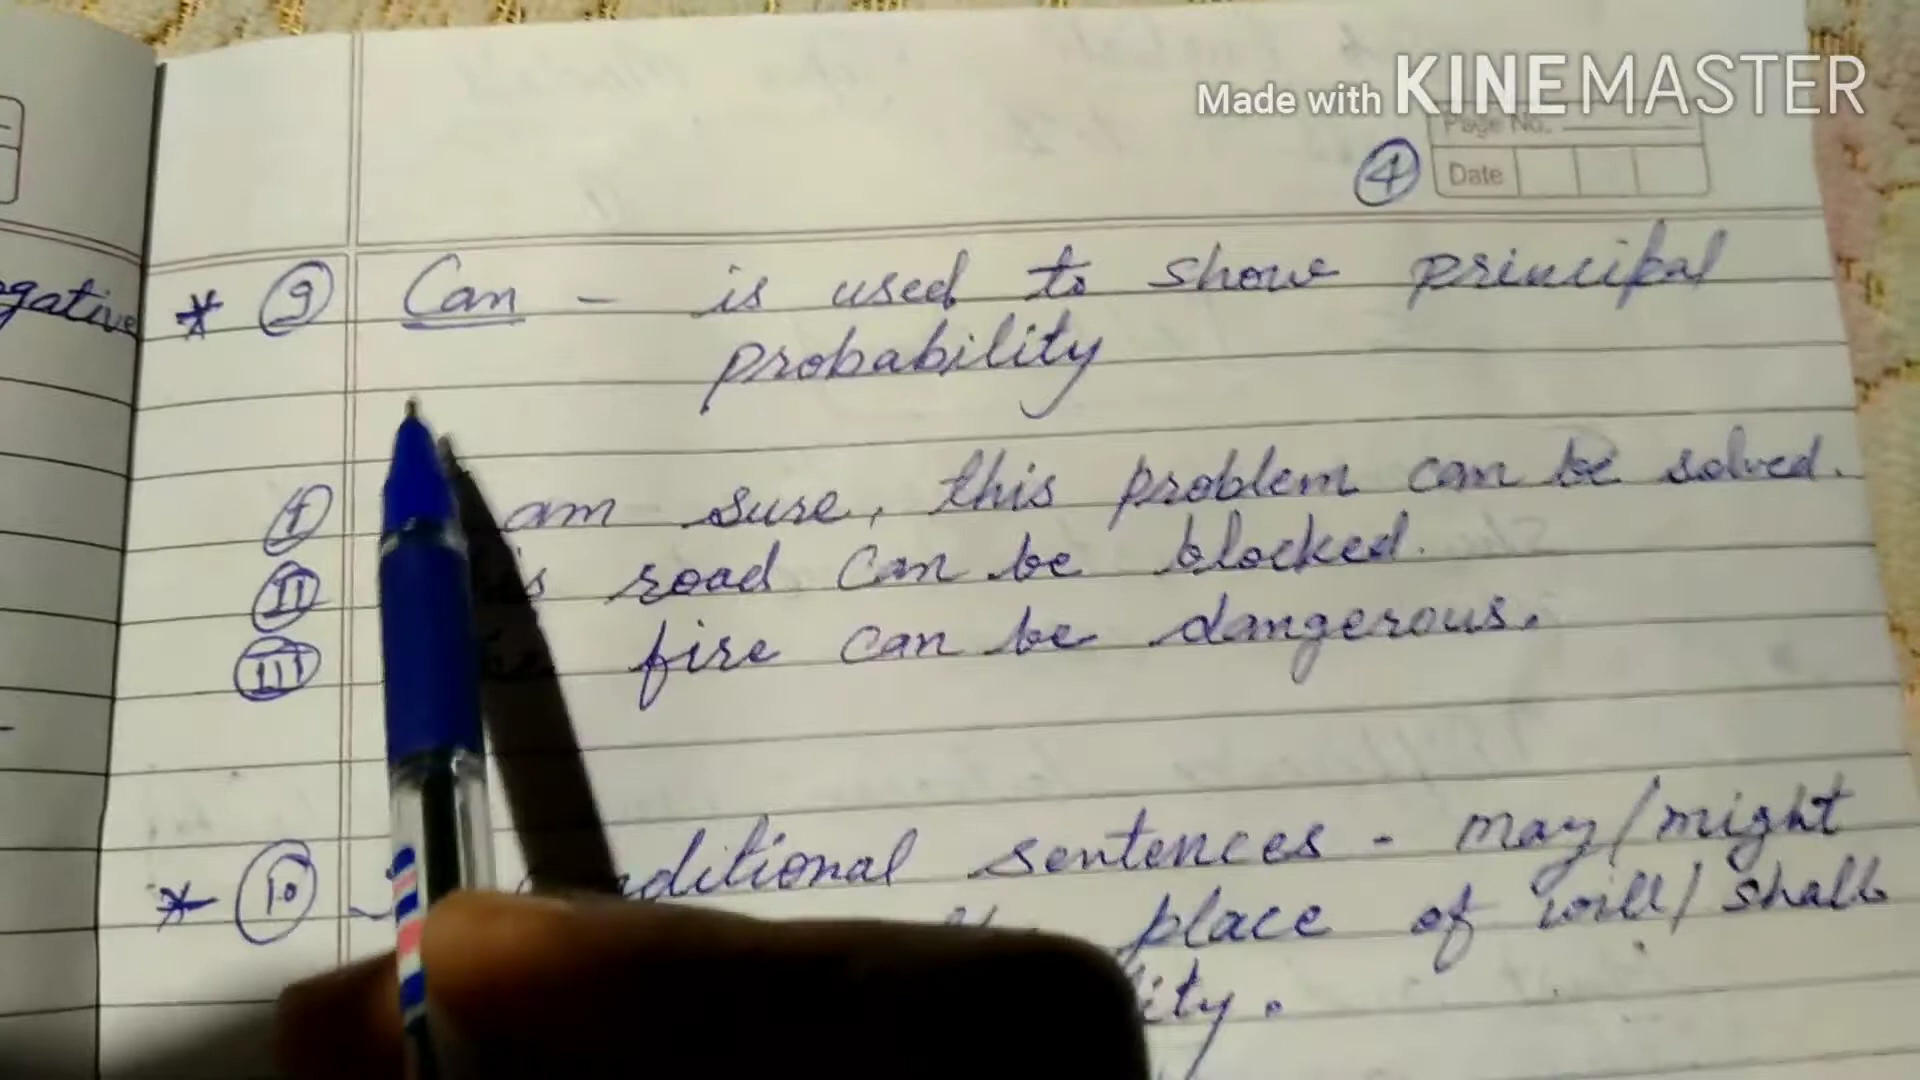 Made with KINEMASTER
Page No.
4
Date
gative
* 9 Can - is used to show principal
probability
I am sure, this problem can be solved.
II road can be blocked.
III fire can be dangerous.
* 10 sentences - may/might
place of will/shall
ity.